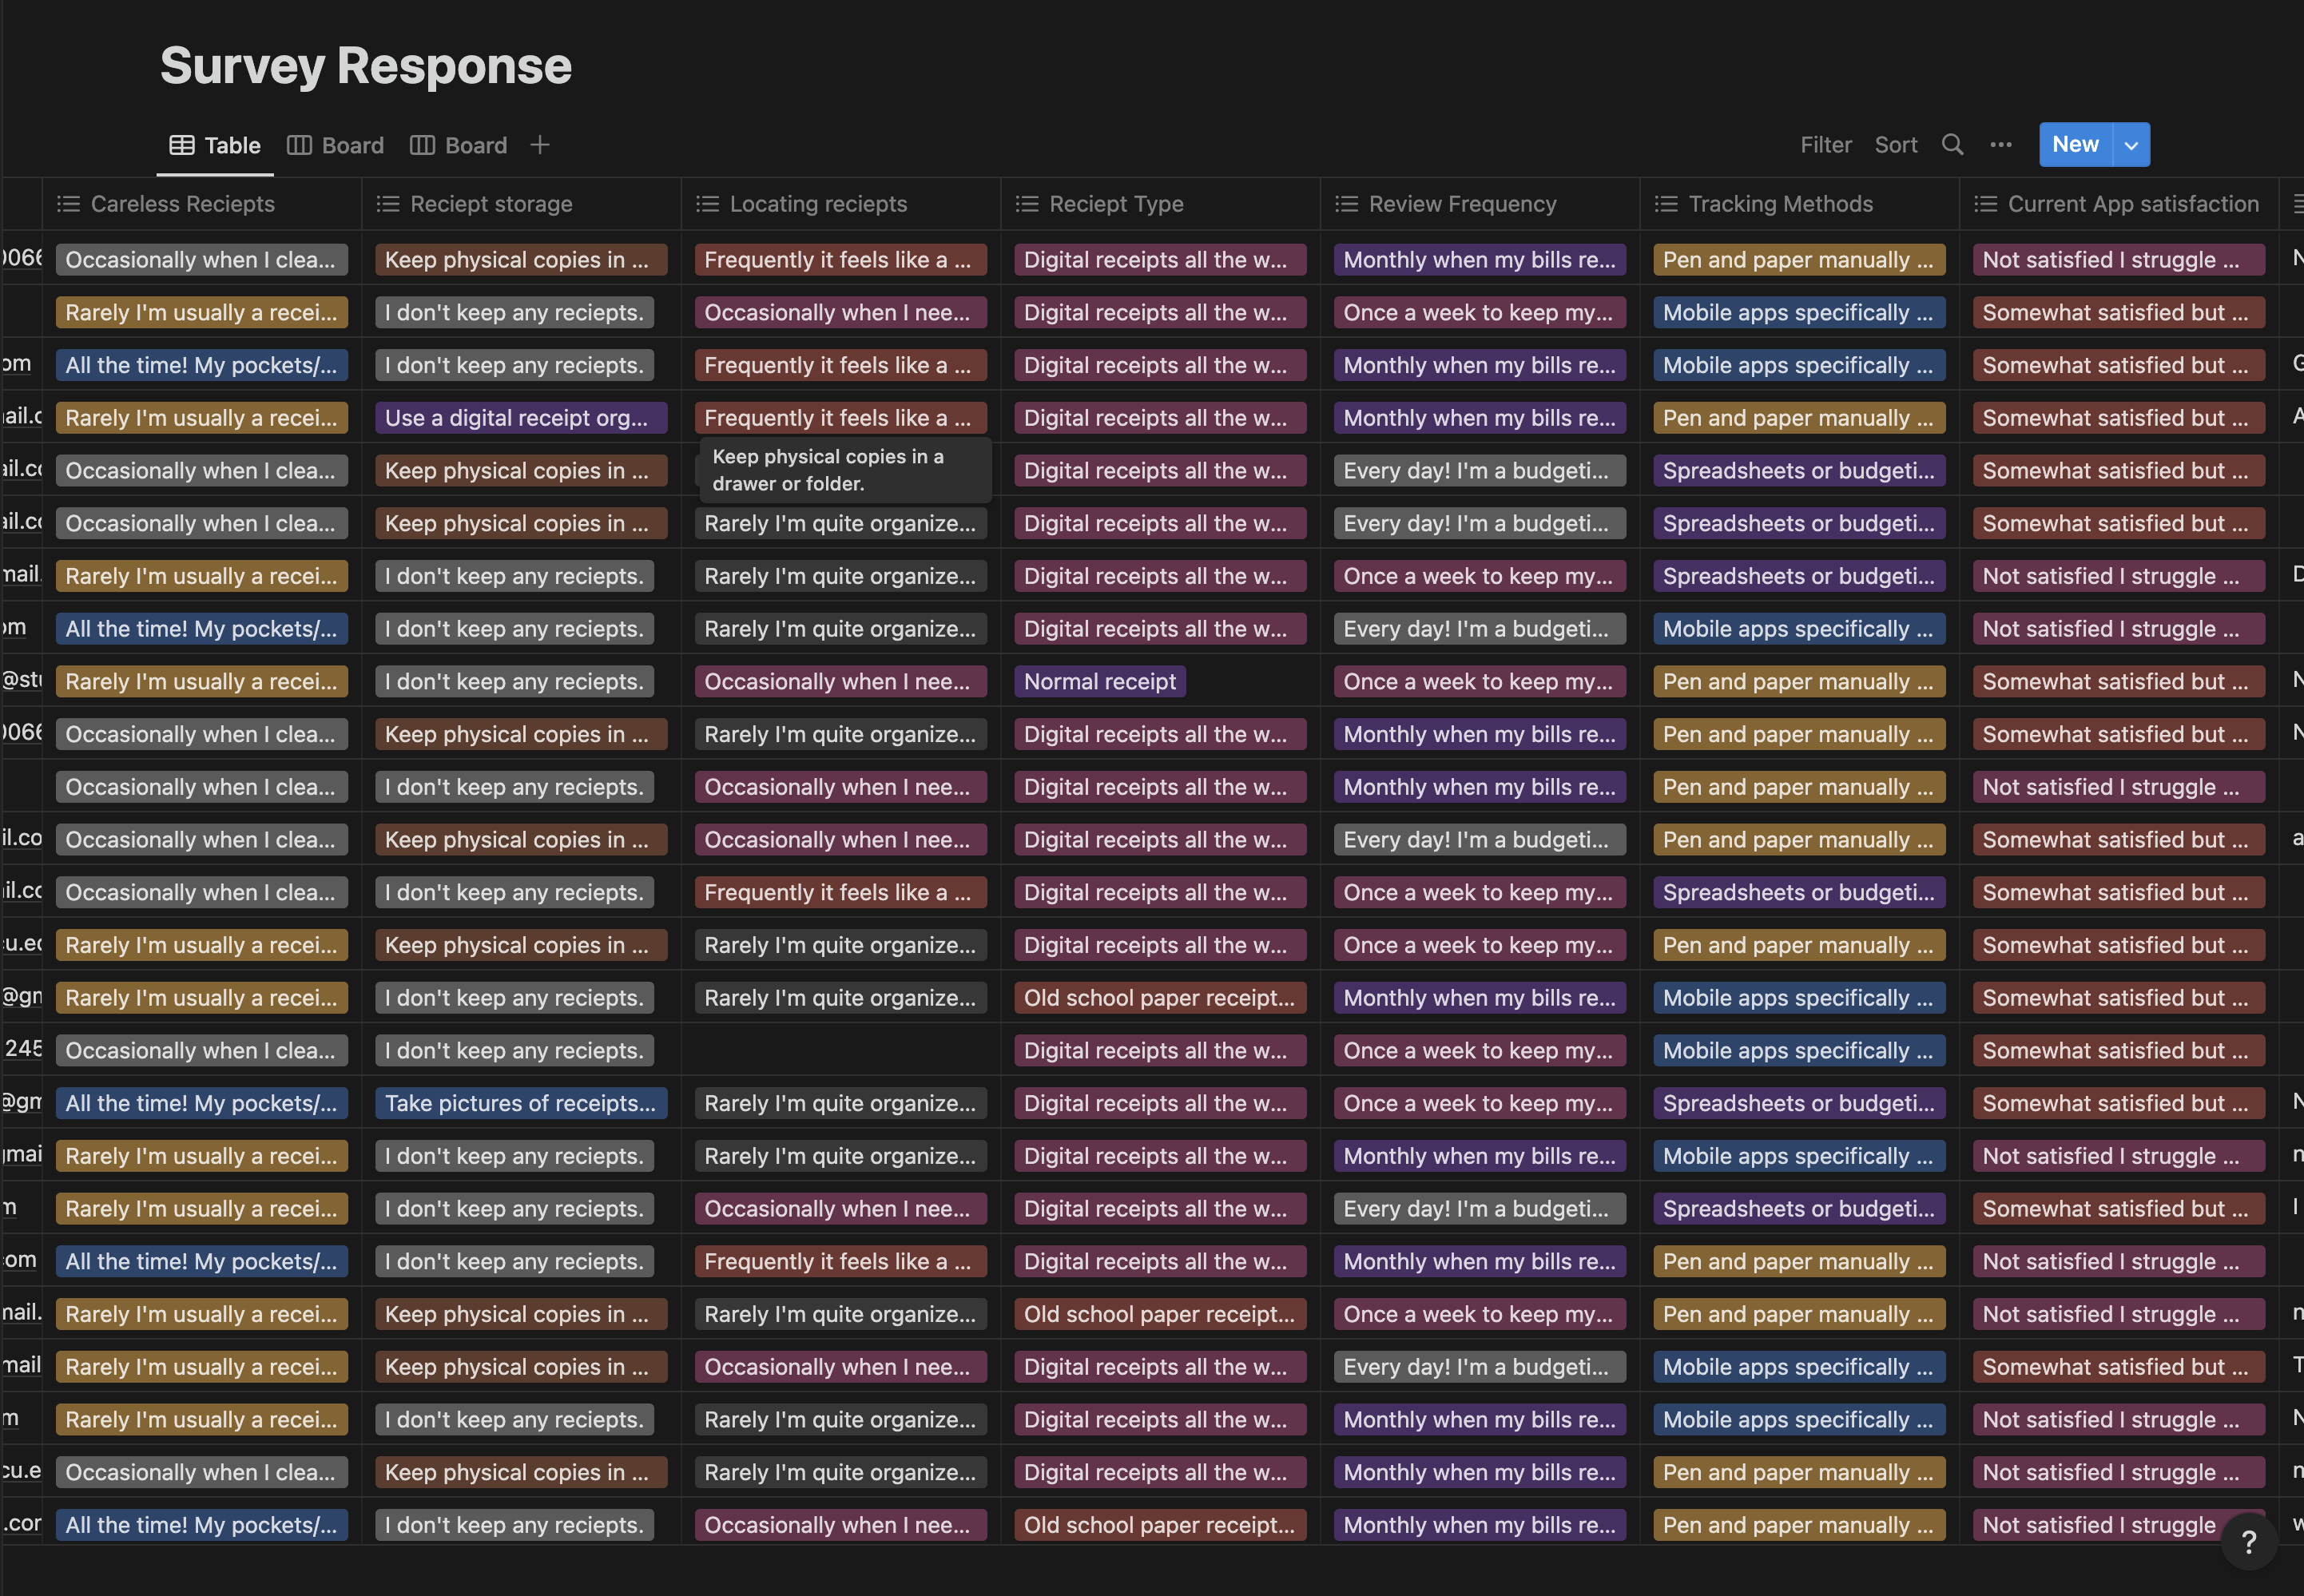 Survey Response
Table Board Board +
Filter Sort ... New
Careless Reciepts Reciept storage Locating reciepts Reciept Type Review Frequency Tracking Methods Current App satisfaction
0066 Occasionally when I clea... Keep physical copies in ... Frequently it feels like a ... Digital receipts all the w... Monthly when my bills re... Pen and paper manually ... Not satisfied I struggle ... N
Rarely I'm usually a recei... I don't keep any reciepts. Occasionally when I nee... Digital receipts all the w... Once a week to keep my... Mobile apps specifically ... Somewhat satisfied but ...
om All the time! My pockets/... I don't keep any reciepts. Frequently it feels like a ... Digital receipts all the w... Monthly when my bills re... Mobile apps specifically ... Somewhat satisfied but ... G
ail.c Rarely I'm usually a recei... Use a digital receipt org... Frequently it feels like a ... Digital receipts all the w... Monthly when my bills re... Pen and paper manually ... Somewhat satisfied but ... A
Keep physical copies in a
drawer or folder.
ail.co Occasionally when I clea... Keep physical copies in ... Digital receipts all the w... Every day! I'm a budgeti... Spreadsheets or budgeti... Somewhat satisfied but ...
ail.co Occasionally when I clea... Keep physical copies in ... Rarely I'm quite organize... Digital receipts all the w... Every day! I'm a budgeti... Spreadsheets or budgeti... Somewhat satisfied but ...
mail. Rarely I'm usually a recei... I don't keep any reciepts. Rarely I'm quite organize... Digital receipts all the w... Once a week to keep my... Spreadsheets or budgeti... Not satisfied I struggle ... D
om All the time! My pockets/... I don't keep any reciepts. Rarely I'm quite organize... Digital receipts all the w... Every day! I'm a budgeti... Mobile apps specifically ... Not satisfied I struggle ...
@stu Rarely I'm usually a recei... I don't keep any reciepts. Occasionally when I nee... Normal receipt Once a week to keep my... Pen and paper manually ... Somewhat satisfied but ... N
0066 Occasionally when I clea... Keep physical copies in ... Rarely I'm quite organize... Digital receipts all the w... Monthly when my bills re... Pen and paper manually ... Somewhat satisfied but ... N
Occasionally when I clea... I don't keep any reciepts. Occasionally when I nee... Digital receipts all the w... Monthly when my bills re... Pen and paper manually ... Not satisfied I struggle ...
il.co Occasionally when I clea... Keep physical copies in ... Occasionally when I nee... Digital receipts all the w... Every day! I'm a budgeti... Pen and paper manually ... Somewhat satisfied but ... a
il.co Occasionally when I clea... I don't keep any reciepts. Frequently it feels like a ... Digital receipts all the w... Once a week to keep my... Spreadsheets or budgeti... Somewhat satisfied but ...
cu.ed Rarely I'm usually a recei... Keep physical copies in ... Rarely I'm quite organize... Digital receipts all the w... Once a week to keep my... Pen and paper manually ... Somewhat satisfied but ...
@gm Rarely I'm usually a recei... I don't keep any reciepts. Rarely I'm quite organize... Old school paper receipt... Monthly when my bills re... Mobile apps specifically ... Somewhat satisfied but ...
245 Occasionally when I clea... I don't keep any reciepts. Digital receipts all the w... Once a week to keep my... Mobile apps specifically ... Somewhat satisfied but ...
@gm All the time! My pockets/... Take pictures of receipts... Rarely I'm quite organize... Digital receipts all the w... Once a week to keep my... Spreadsheets or budgeti... Somewhat satisfied but ... N
gmai Rarely I'm usually a recei... I don't keep any reciepts. Rarely I'm quite organize... Digital receipts all the w... Monthly when my bills re... Mobile apps specifically ... Not satisfied I struggle ... n
m Rarely I'm usually a recei... I don't keep any reciepts. Occasionally when I nee... Digital receipts all the w... Every day! I'm a budgeti... Spreadsheets or budgeti... Somewhat satisfied but ... I
com All the time! My pockets/... I don't keep any reciepts. Frequently it feels like a ... Digital receipts all the w... Monthly when my bills re... Pen and paper manually ... Not satisfied I struggle ...
mail. Rarely I'm usually a recei... Keep physical copies in ... Rarely I'm quite organize... Old school paper receipt... Once a week to keep my... Pen and paper manually ... Not satisfied I struggle ... n
mail Rarely I'm usually a recei... Keep physical copies in ... Occasionally when I nee... Digital receipts all the w... Every day! I'm a budgeti... Mobile apps specifically ... Somewhat satisfied but ... T
m Rarely I'm usually a recei... I don't keep any reciepts. Rarely I'm quite organize... Digital receipts all the w... Monthly when my bills re... Mobile apps specifically ... Not satisfied I struggle ... N
cu.e Occasionally when I clea... Keep physical copies in ... Rarely I'm quite organize... Digital receipts all the w... Monthly when my bills re... Pen and paper manually ... Not satisfied I struggle ... n
.com All the time! My pockets/... I don't keep any reciepts. Occasionally when I nee... Old school paper receipt... Monthly when my bills re... Pen and paper manually ... Not satisfied I struggle w
?